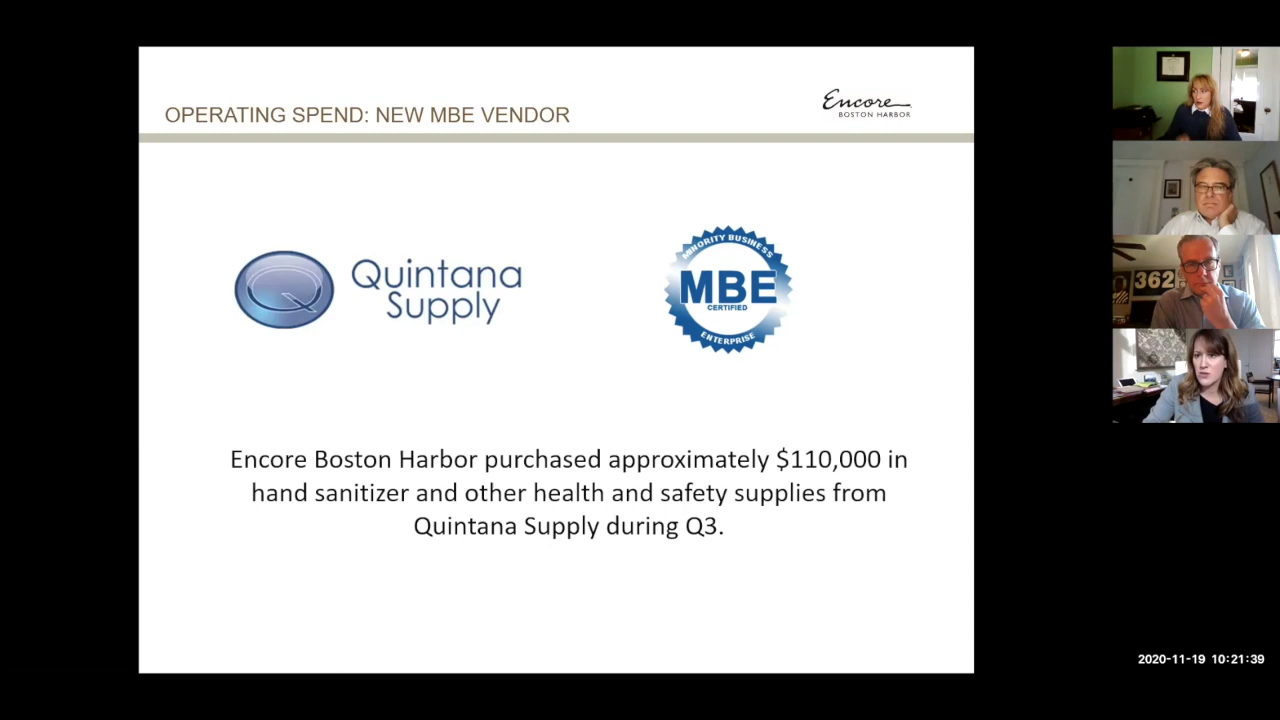 OPERATING SPEND: NEW MBE VENDOR
Encore
BOSTON HARBOR
Quintana
Supply
MINORITY BUSINESS
MBE
CERTIFIED
ENTERPRISE
Encore Boston Harbor purchased approximately $110,000 in
hand sanitizer and other health and safety supplies from
Quintana Supply during Q3.
362
2020-11-19 10:21:39